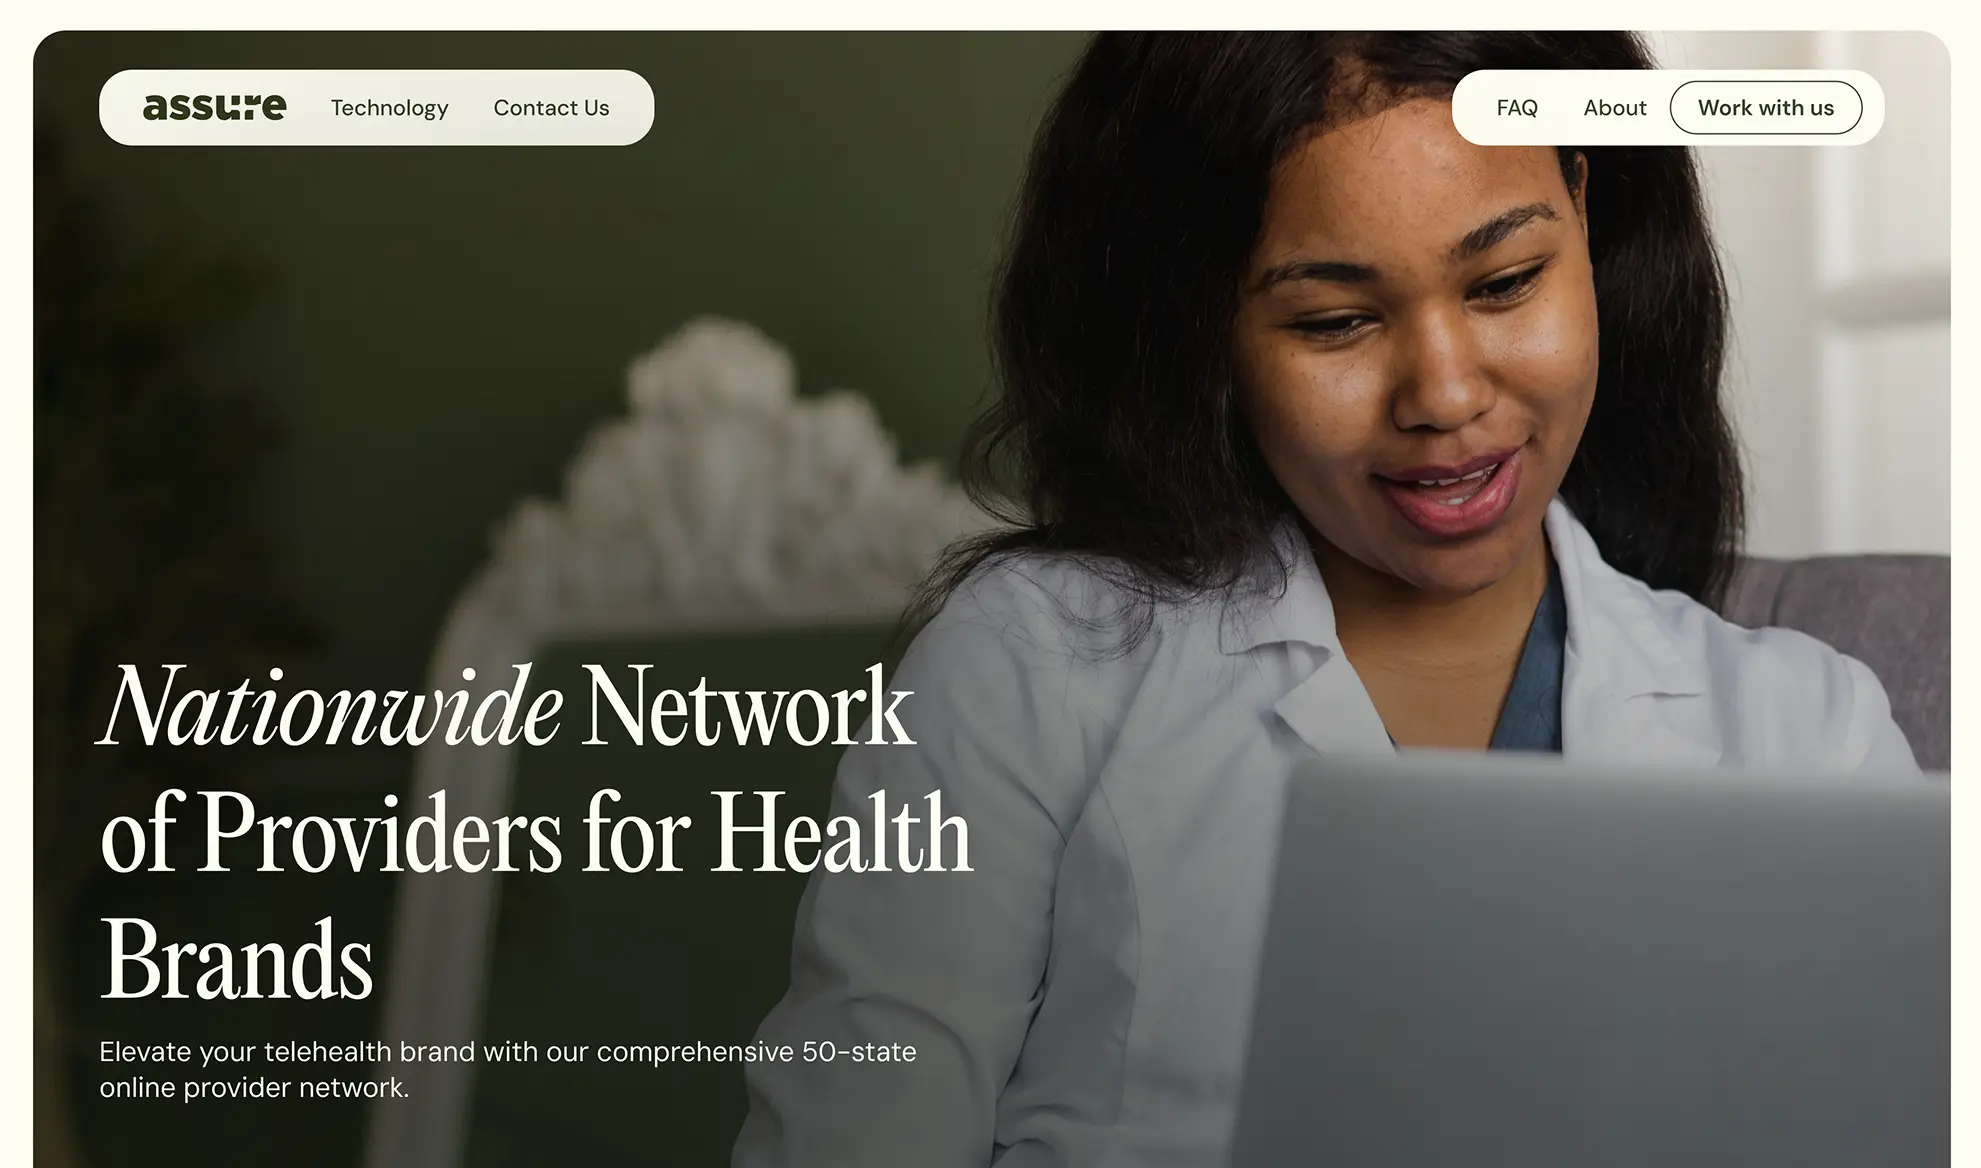 assure
Technology
Contact Us
FAQ
About
Work with us
Nationwide Network
of Providers for Health
Brands
Elevate your telehealth brand with our comprehensive 50-state
online provider network.